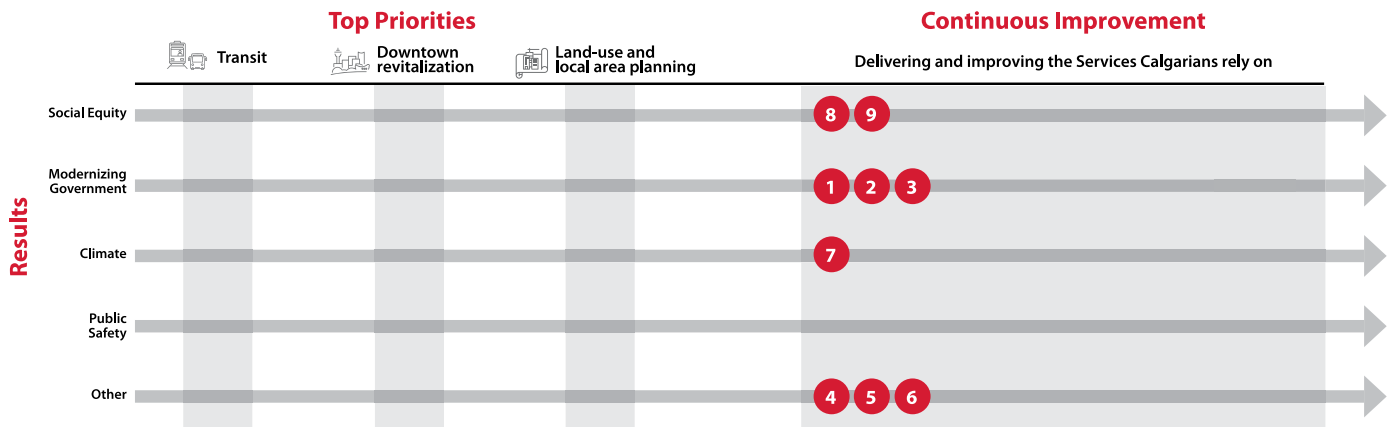 Top Priorities
Continuous Improvement
Transit
Downtown
revitalization
Land-use and
local area planning
Delivering and improving the Services Calgarians rely on
Results
Social Equity
8 9
Modernizing
Government
1 2 3
Climate
7
Public
Safety
Other
4 5 6